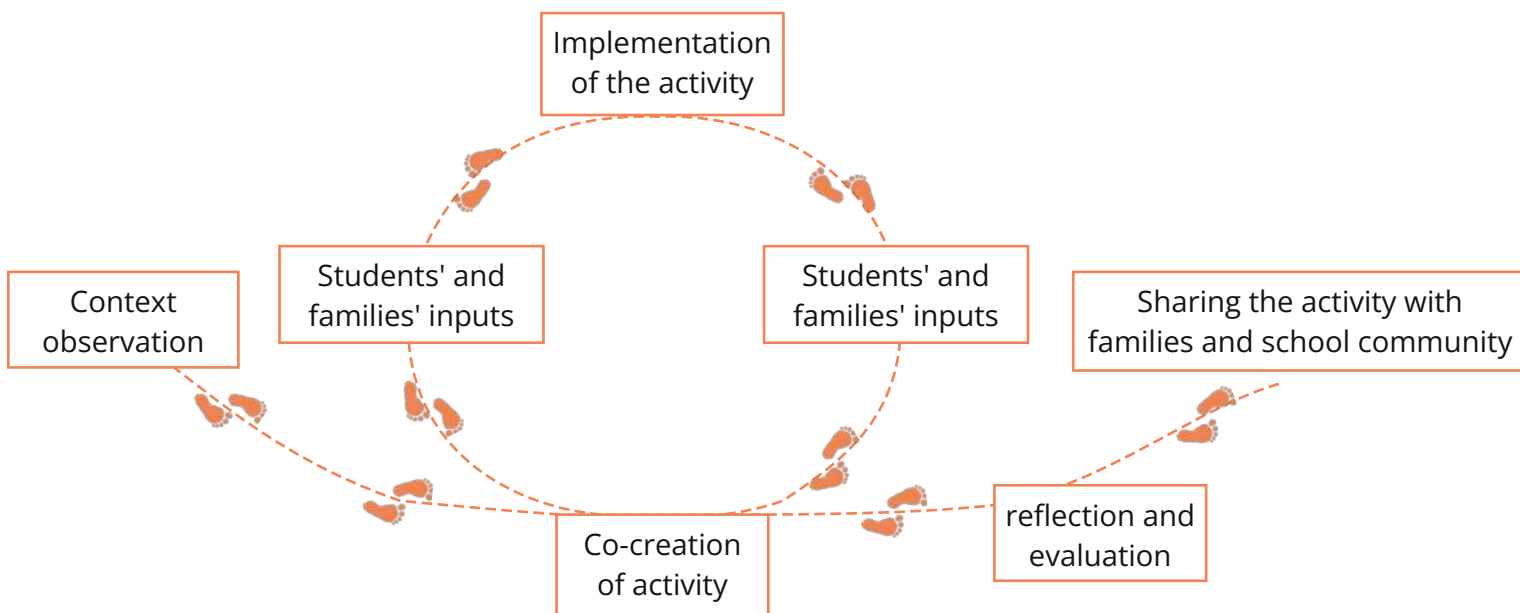 Implementation
of the activity
Students' and
families' inputs
Students' and
families' inputs
Context
observation
Sharing the activity with
families and school community
reflection and
evaluation
Co-creation
of activity